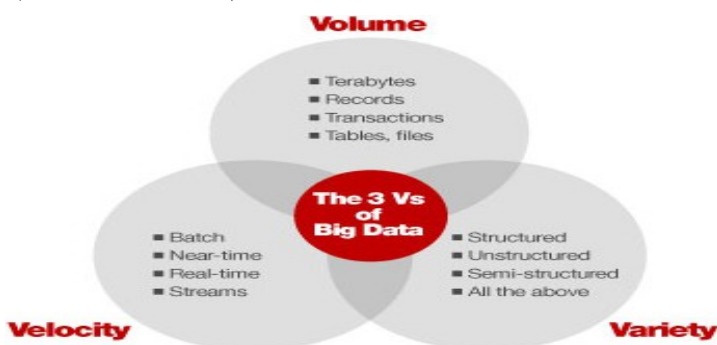 Volume
■ Terabytes
■ Records
■ Transactions
■ Tables, files
The 3 Vs
of
Big Data
■ Batch
■ Near-time
■ Real-time
■ Streams
■ Structured
■ Unstructured
■ Semi-structured
■ All the above
Velocity
Variety